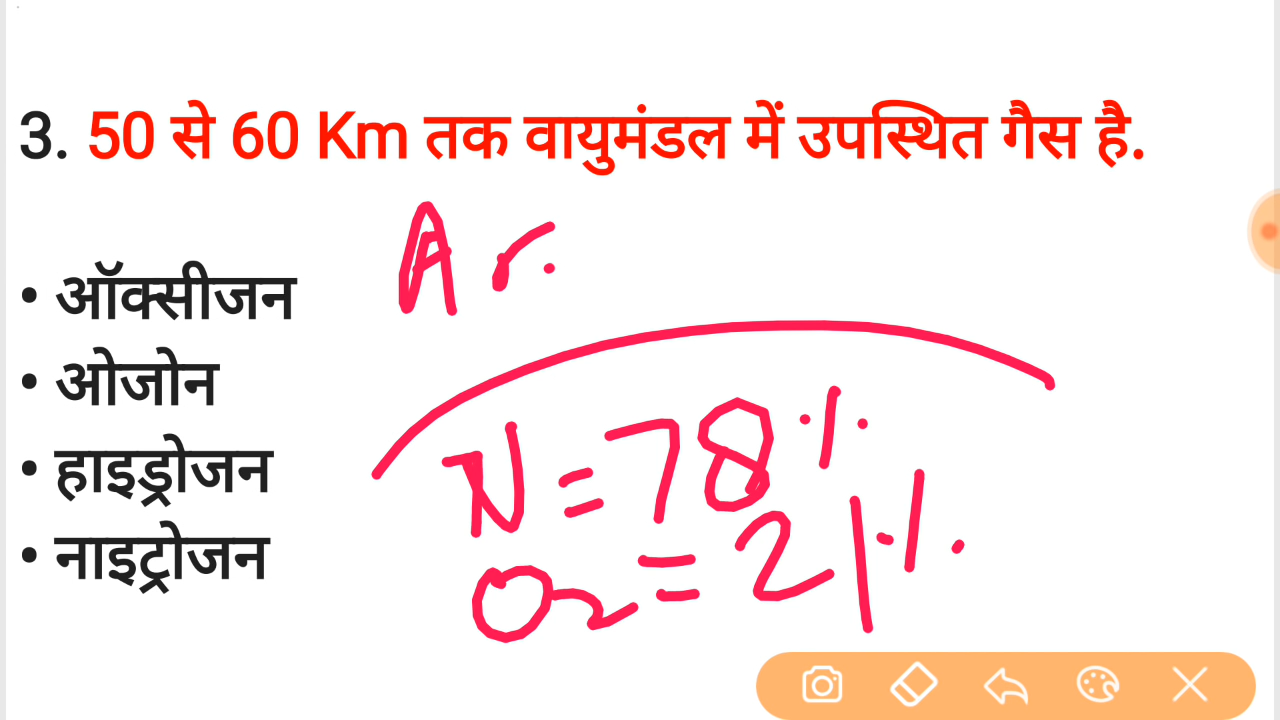 3. 50 से 60 Km तक वायुमंडल में उपस्थित गैस है.
Ar.
• ऑक्सीजन
• ओजोन
• हाइड्रोजन
• नाइट्रोजन
N = 78 %
O2 = 21 %